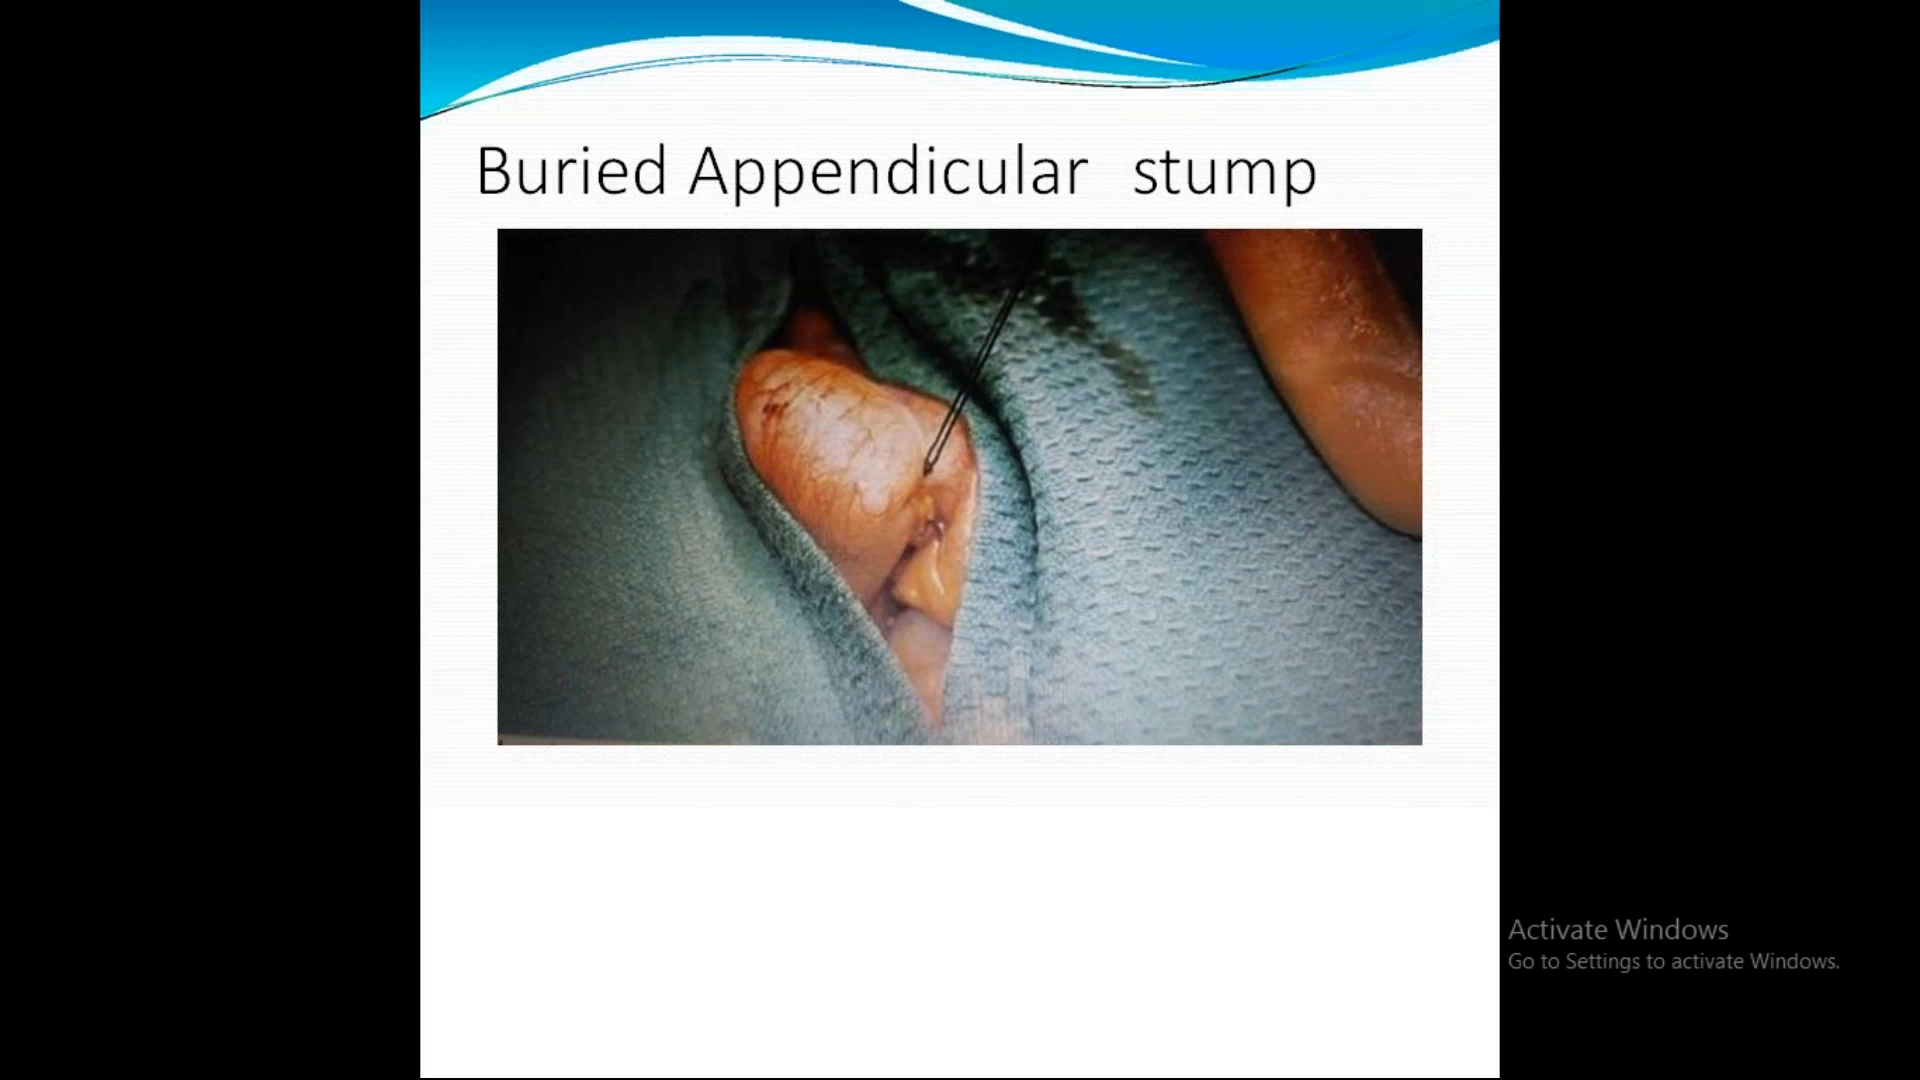 Buried Appendicular stump
Activate Windows
Go to Settings to activate Windows.